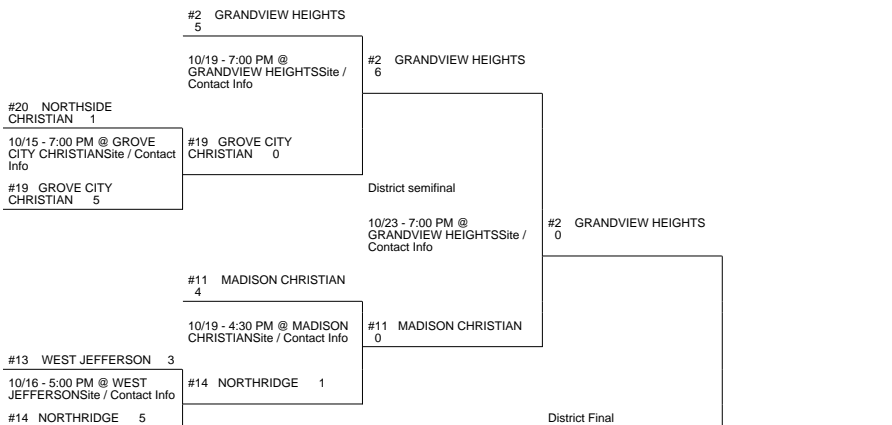 #2 GRANDVIEW HEIGHTS
5
10/19 - 7:00 PM @
GRANDVIEW HEIGHTSSite /
Contact Info
#2 GRANDVIEW HEIGHTS
6
#20 NORTHSIDE
CHRISTIAN 1
10/15 - 7:00 PM @ GROVE
CITY CHRISTIANSite / Contact
Info
#19 GROVE CITY
CHRISTIAN 0
#19 GROVE CITY
CHRISTIAN 5
District semifinal
10/23 - 7:00 PM @
GRANDVIEW HEIGHTSSite /
Contact Info
#2 GRANDVIEW HEIGHTS
0
#11 MADISON CHRISTIAN
4
10/19 - 4:30 PM @ MADISON
CHRISTIANSite / Contact Info
#11 MADISON CHRISTIAN
0
#13 WEST JEFFERSON 3
10/16 - 5:00 PM @ WEST
JEFFERSONSite / Contact Info
#14 NORTHRIDGE 1
#14 NORTHRIDGE 5
District Final